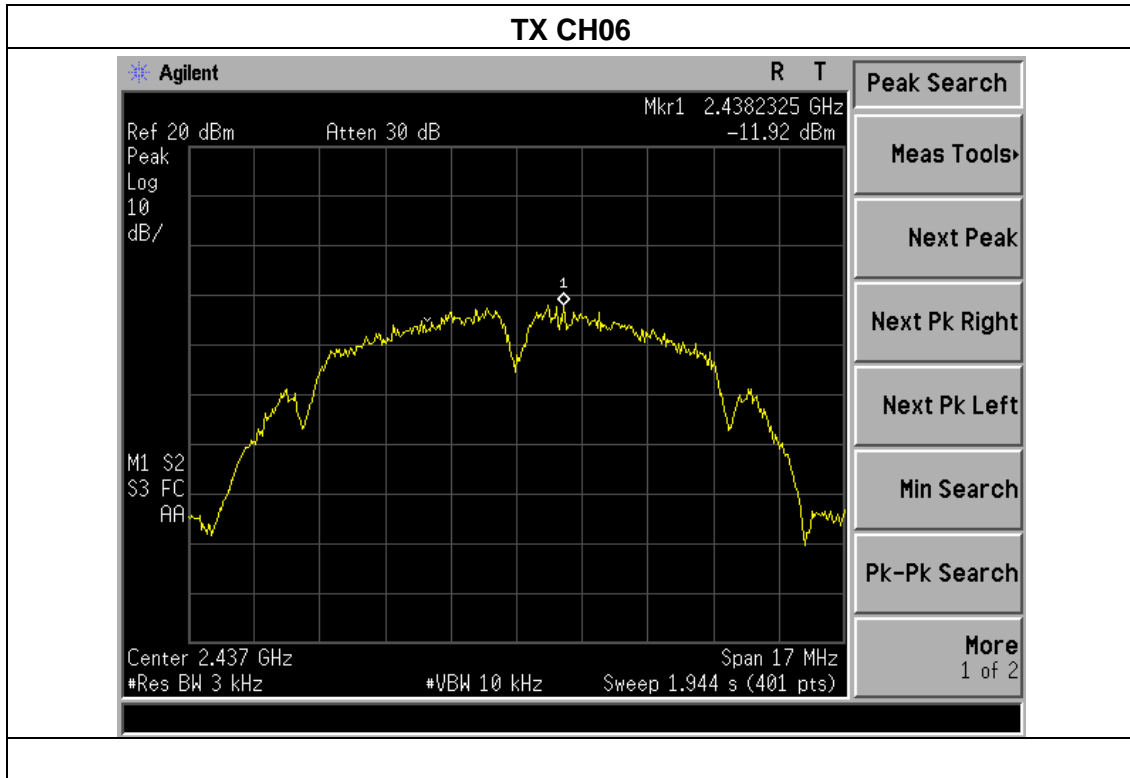 TX CH06
Agilent
R T
Mkr1 2.4382325 GHz
Ref 20 dBm Atten 30 dB -11.92 dBm
Peak
Log
10
dB/
1
M1 S2
S3 FC
AA
Center 2.437 GHz Span 17 MHz
#Res BW 3 kHz #VBW 10 kHz Sweep 1.944 s (401 pts)
Peak Search
Meas Tools
Next Peak
Next Pk Right
Next Pk Left
Min Search
Pk-Pk Search
More
1 of 2